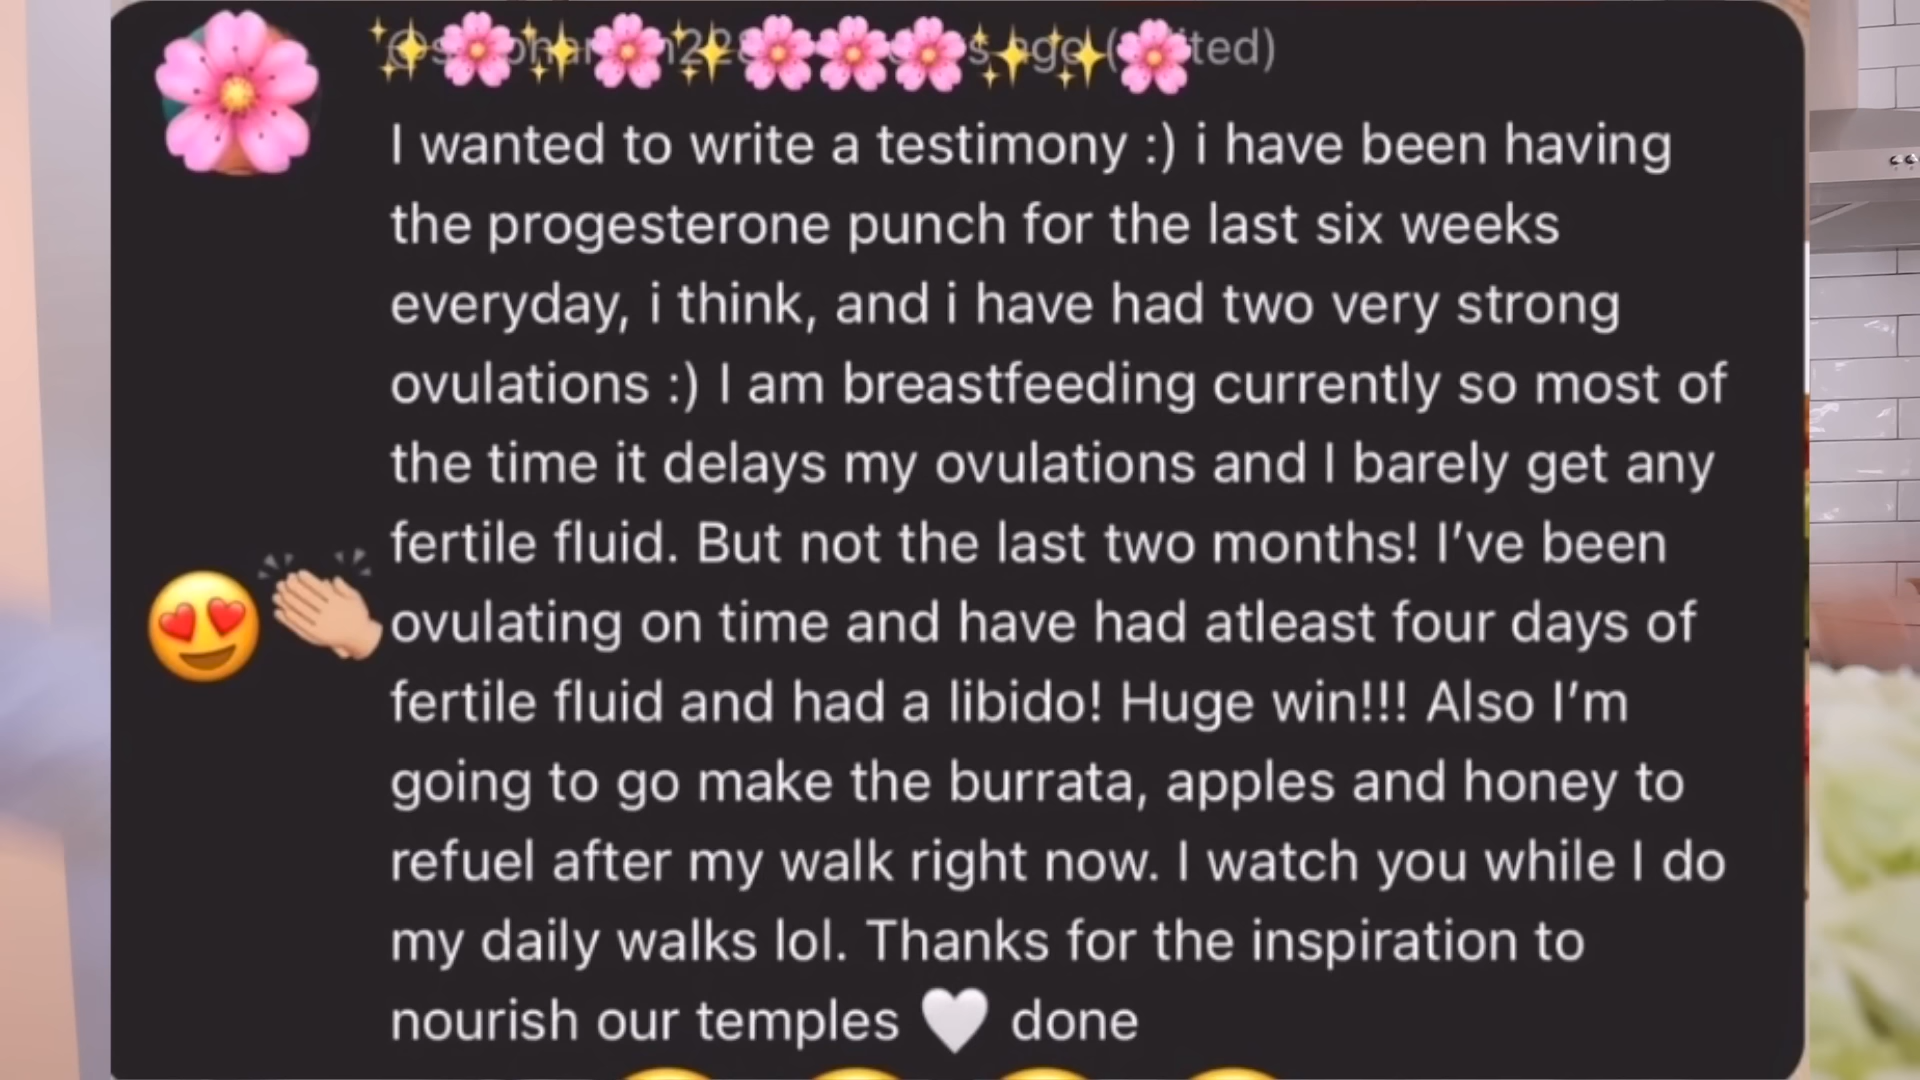 I wanted to write a testimony :) i have been having
the progesterone punch for the last six weeks
everyday, i think, and i have had two very strong
ovulations :) I am breastfeeding currently so most of
the time it delays my ovulations and I barely get any
fertile fluid. But not the last two months! I’ve been
ovulating on time and have had atleast four days of
fertile fluid and had a libido! Huge win!!! Also I’m
going to go make the burrata, apples and honey to
refuel after my walk right now. I watch you while I do
my daily walks lol. Thanks for the inspiration to
nourish our temples 🤍 done